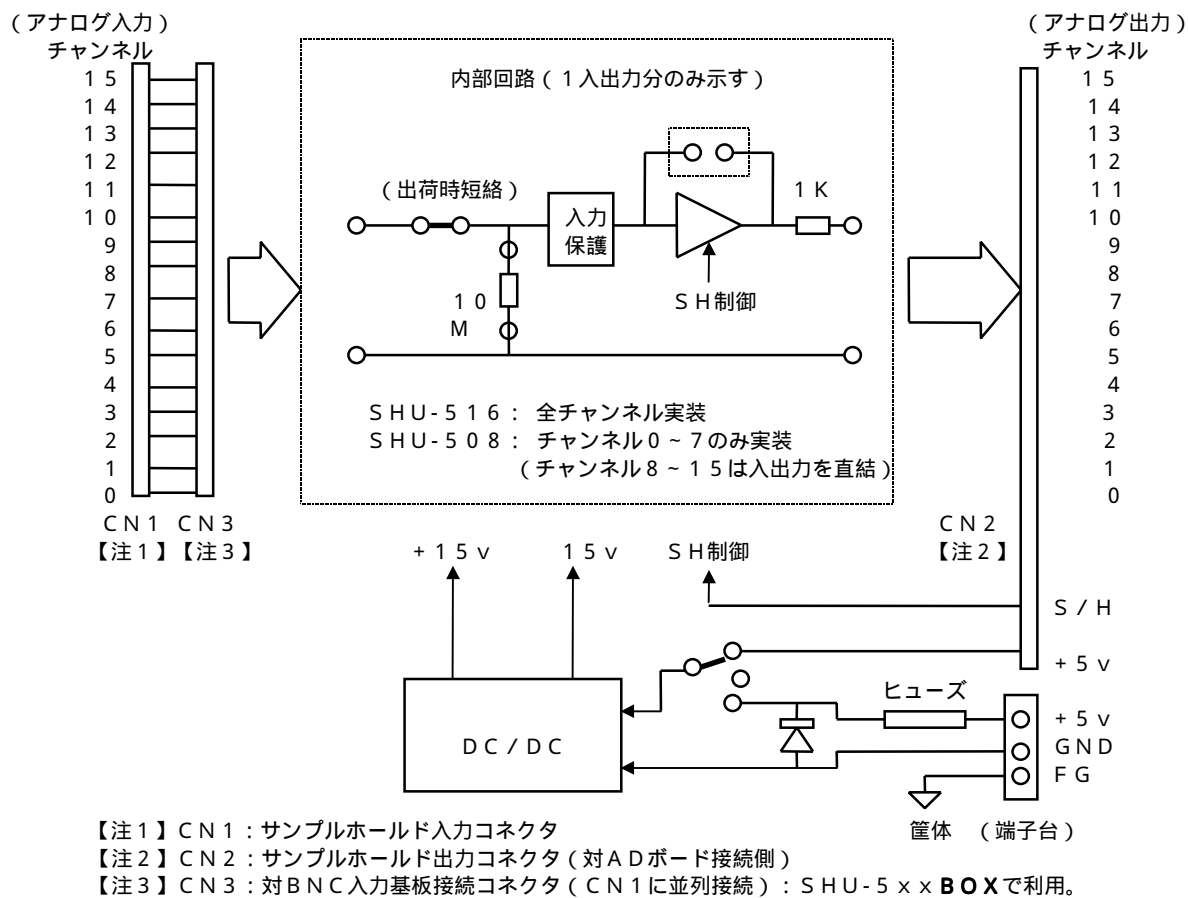 （アナログ入力）
チャンネル
１５
１４
１３
１２
１１
１０
９
８
７
６
５
４
３
２
１
０
ＣＮ１ ＣＮ３
【注１】【注３】
内部回路（１入出力分のみ示す）
（出荷時短絡）
入力
保護
１Ｋ
１０
Ｍ
ＳＨ制御
ＳＨＵ-５１６： 全チャンネル実装
ＳＨＵ-５０８： チャンネル０～７のみ実装
（チャンネル８～１５は入出力を直結）
（アナログ出力）
チャンネル
１５
１４
１３
１２
１１
１０
９
８
７
６
５
４
３
２
１
０
ＣＮ２
【注２】
＋１５ｖ
１５ｖ
ＳＨ制御
Ｓ/Ｈ
＋５ｖ
ヒューズ
＋５ｖ
ＤＣ/ＤＣ
ＧＮＤ
ＦＧ
筐体 （端子台）
【注１】ＣＮ１：サンプルホールド入力コネクタ
【注２】ＣＮ２：サンプルホールド出力コネクタ（対ＡＤボード接続側）
【注３】ＣＮ３：対ＢＮＣ入力基板接続コネクタ（ＣＮ１に並列接続）：ＳＨＵ-５ｘｘＢＯＸで利用。